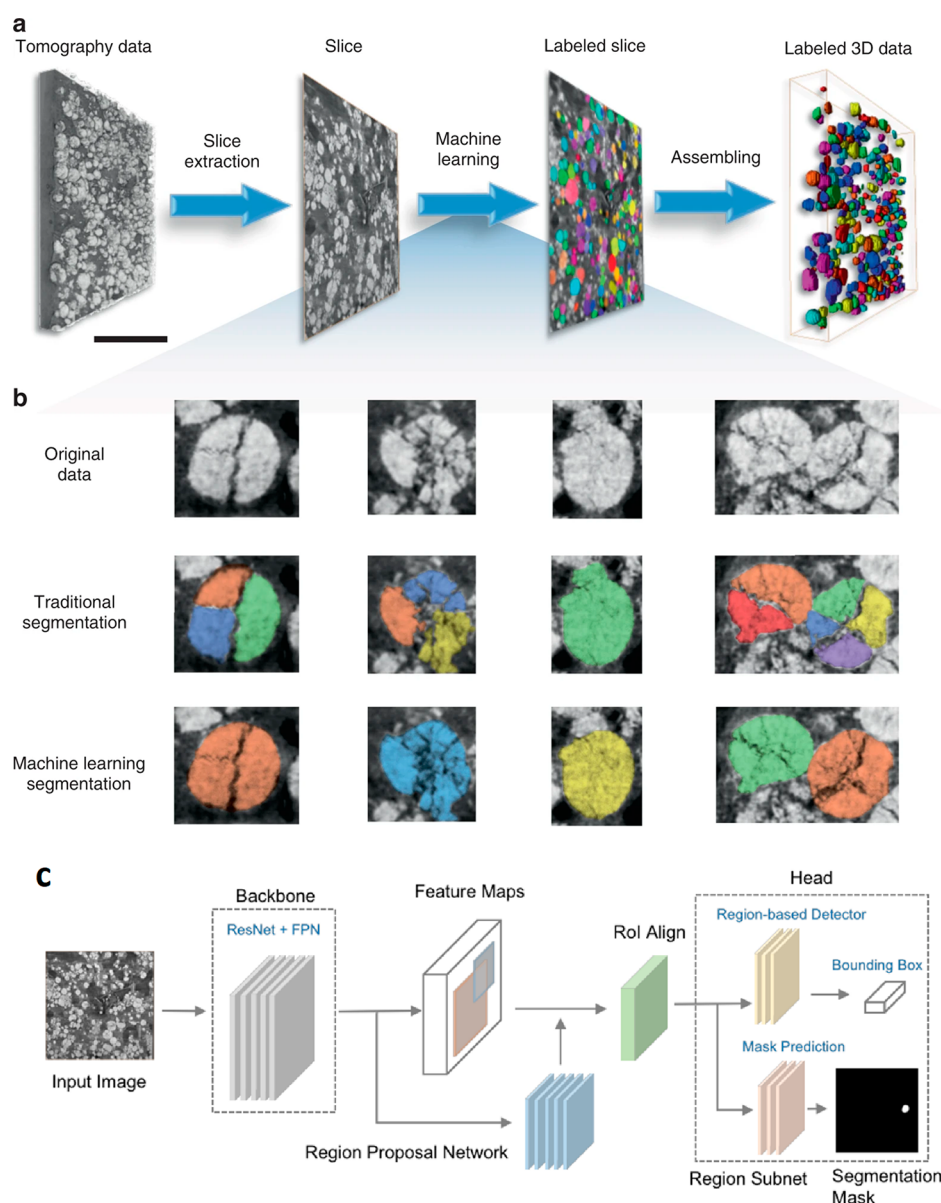 a
Tomography data
Slice
Labeled slice
Labeled 3D data
Slice
extraction
Machine
learning
Assembling
b
Original
data
Traditional
segmentation
Machine learning
segmentation
c
Backbone
ResNet + FPN
Feature Maps
RoI Align
Head
Region-based Detector
Bounding Box
Input Image
Mask Prediction
Region Proposal Network
Region Subnet
Segmentation
Mask